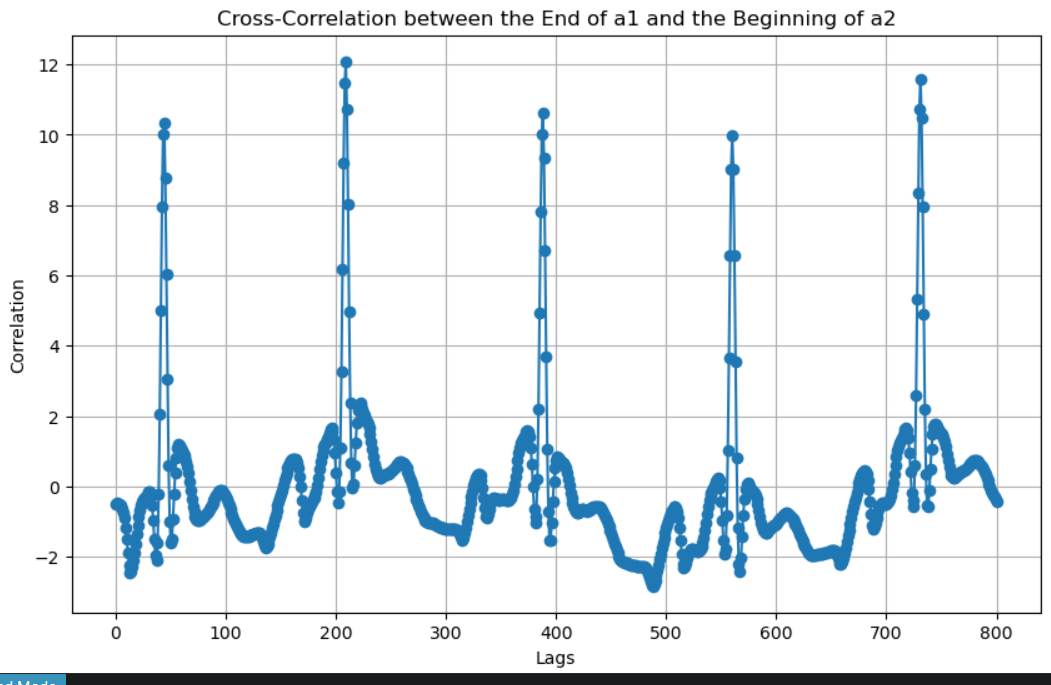 Cross-Correlation between the End of a1 and the Beginning of a2
12
10
8
6
4
2
0
−2
Correlation
0 100 200 300 400 500 600 700 800
Lags